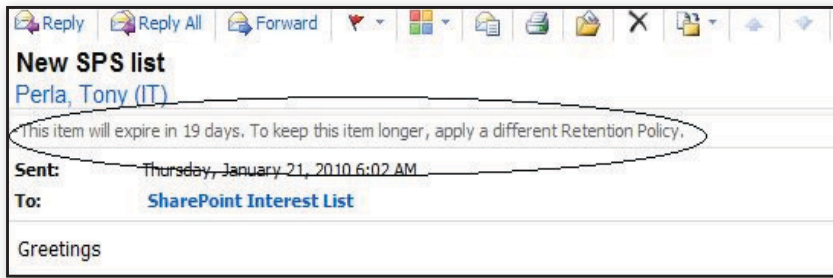 Reply Reply All Forward
New SPS list
Perla, Tony (IT)
This item will expire in 19 days. To keep this item longer, apply a different Retention Policy.
Sent: Thursday, January 21, 2010 6:02 AM
To: SharePoint Interest List
Greetings